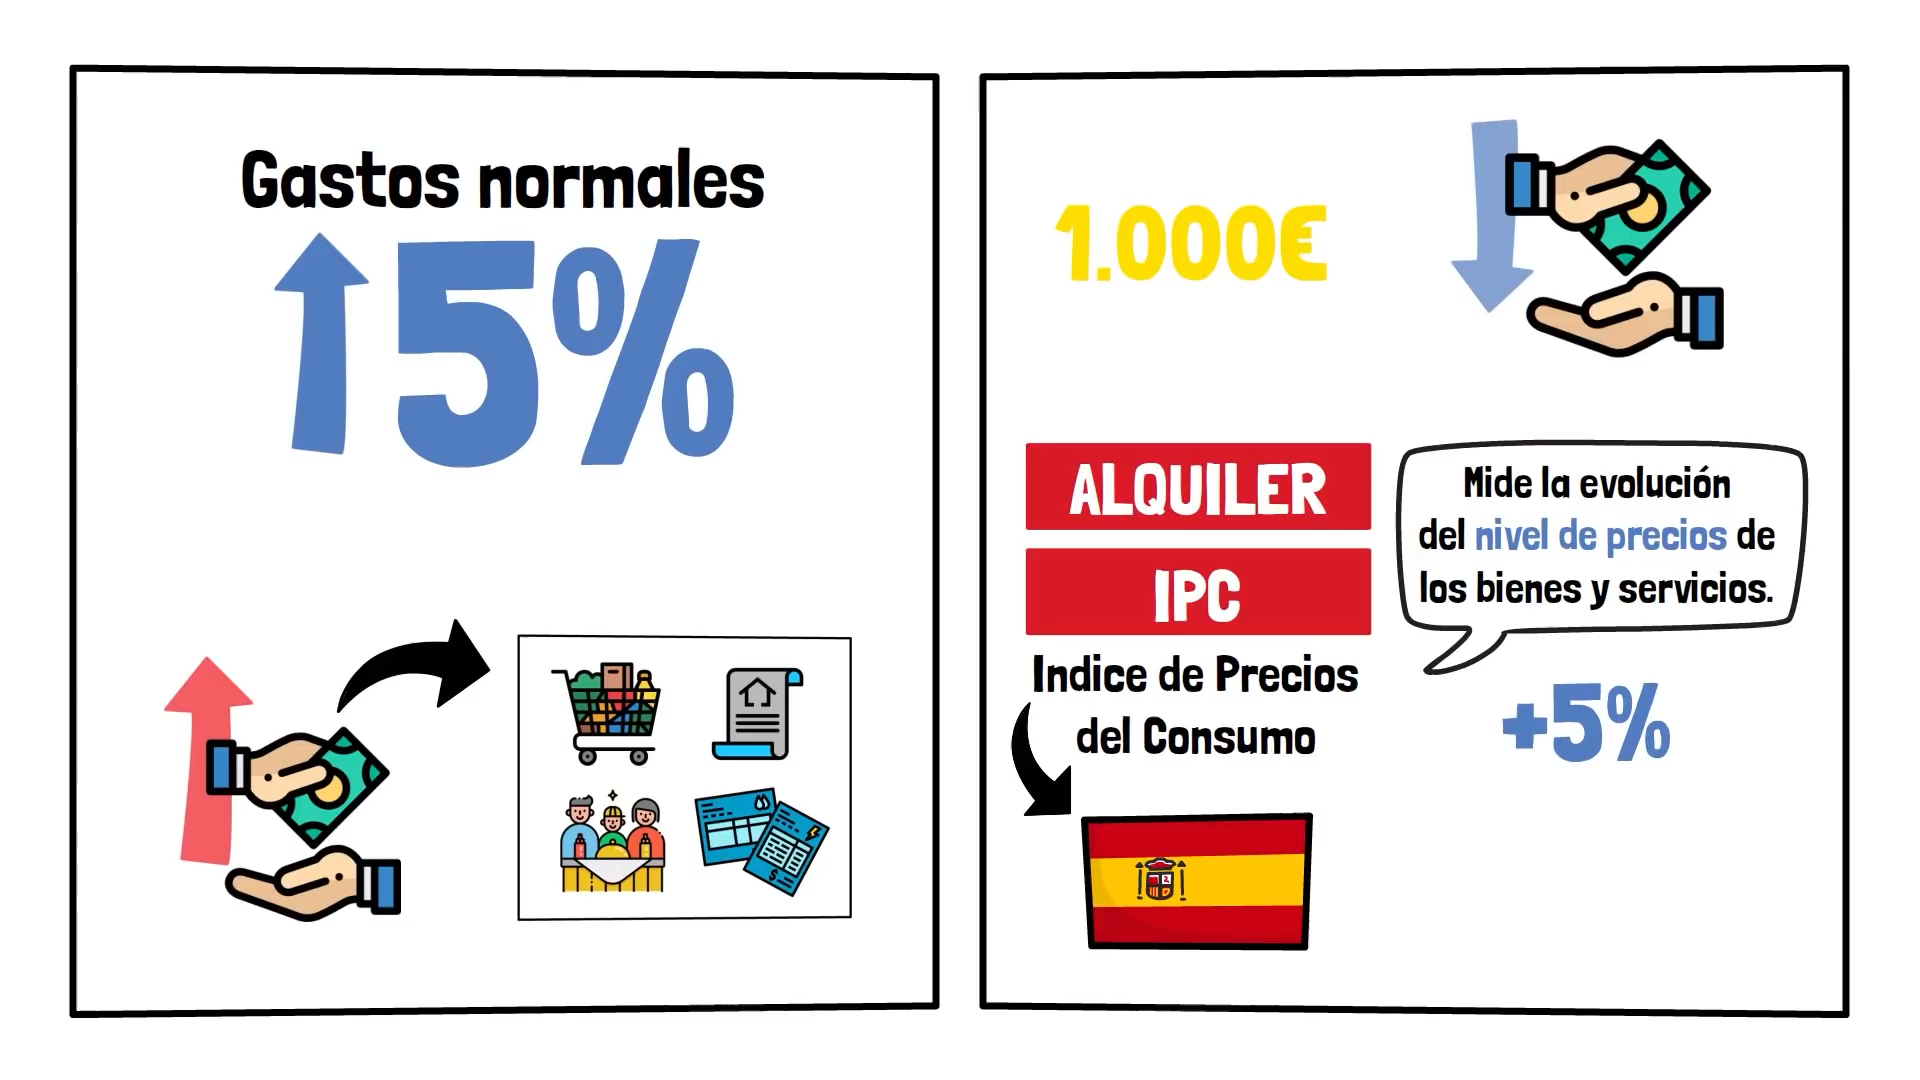 Gastos normales
5%
1.000€
ALQUILER
IPC
Indice de Precios
del Consumo
Mide la evolución
del nivel de precios de
los bienes y servicios.
+5%